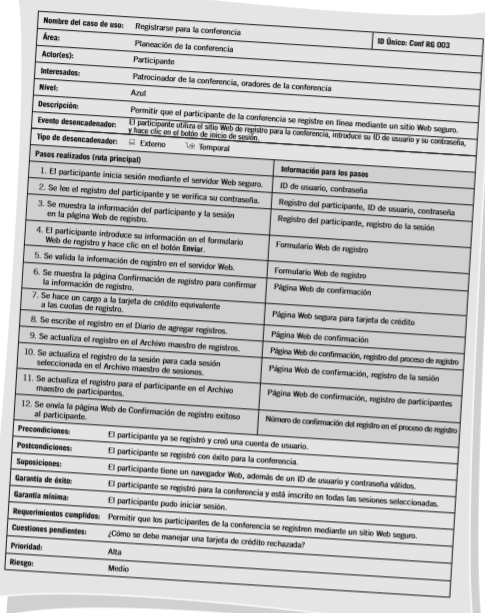 Nombre del caso de uso: Registrarse para la conferencia ID Único: Conf RG 003
Área: Planeación de la conferencia
Actor(es): Participante
Interesados: Patrocinador de la conferencia, oradores de la conferencia
Nivel: Azul
Descripción: Permitir que el participante de la conferencia se registre en línea mediante un sitio Web seguro.
Evento desencadenador: El participante utiliza el sitio Web de registro para la conferencia, introduce su ID de usuario y su contraseña,
y hace clic en el botón de inicio de sesión.
Tipo de desencadenador: Externo Temporal
Pasos realizados (ruta principal) Información para los pasos
1. El participante inicia sesión mediante el servidor Web seguro. ID de usuario, contraseña
2. Se lee el registro del participante y se verifica su contraseña. Registro del participante, ID de usuario, contraseña
3. Se muestra la información del participante y la sesión Registro del participante, registro de la sesión
en la página Web de registro.
4. El participante introduce su información en el formulario Formulario Web de registro
Web de registro y hace clic en el botón Enviar.
5. Se valida la información de registro en el servidor Web. Formulario Web de registro
6. Se muestra la página Confirmación de registro para confirmar Página Web de confirmación
la información de registro.
7. Se hace un cargo a la tarjeta de crédito equivalente Página Web segura para tarjeta de crédito
a las cuotas de registro.
8. Se escribe el registro en el Diario de agregar registros. Página Web de confirmación
9. Se actualiza el registro en el Archivo maestro de registros. Página Web de confirmación, registro del proceso de registro
10. Se actualiza el registro de la sesión para cada sesión Página Web de confirmación, registro de la sesión
seleccionada en el Archivo maestro de sesiones.
11. Se actualiza el registro para el participante en el Archivo Página Web de confirmación, registro de participantes
maestro de participantes.
12. Se envía la página Web de Confirmación de registro exitoso Número de confirmación del registro en el proceso de registro
al participante.
Precondiciones: El participante ya se registró y creó una cuenta de usuario.
Postcondiciones: El participante se registró con éxito para la conferencia.
Suposiciones: El participante tiene un navegador Web, además de un ID de usuario y contraseña válidos.
Garantía de éxito: El participante se registró para la conferencia y está inscrito en todas las sesiones seleccionadas.
Garantía mínima: El participante pudo iniciar sesión.
Requerimientos cumplidos: Permitir que los participantes de la conferencia se registren mediante un sitio Web seguro.
Cuestiones pendientes: ¿Cómo se debe manejar una tarjeta de crédito rechazada?
Prioridad: Alta
Riesgo: Medio